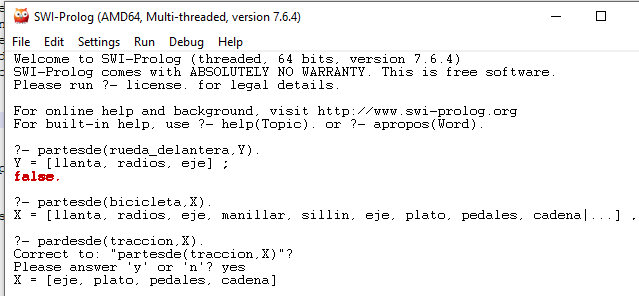 SWI-Prolog (AMD64, Multi-threaded, version 7.6.4)
File Edit Settings Run Debug Help
Welcome to SWI-Prolog (threaded, 64 bits, version 7.6.4)
SWI-Prolog comes with ABSOLUTELY NO WARRANTY. This is free software.
Please run ?- license. for legal details.
For online help and background, visit http://www.swi-prolog.org
For built-in help, use ?- help(Topic). or ?- apropos(Word).
?- partesde(rueda_delantera,Y).
Y = [llanta, radios, eje] ;
false.
?- partesde(bicicleta,X).
X = [llanta, radios, eje, manillar, sillin, eje, plato, pedales, cadena|...] .
?- pardesde(traccion,X).
Correct to: "partesde(traccion,X)"?
Please answer 'y' or 'n'? yes
X = [eje, plato, pedales, cadena]